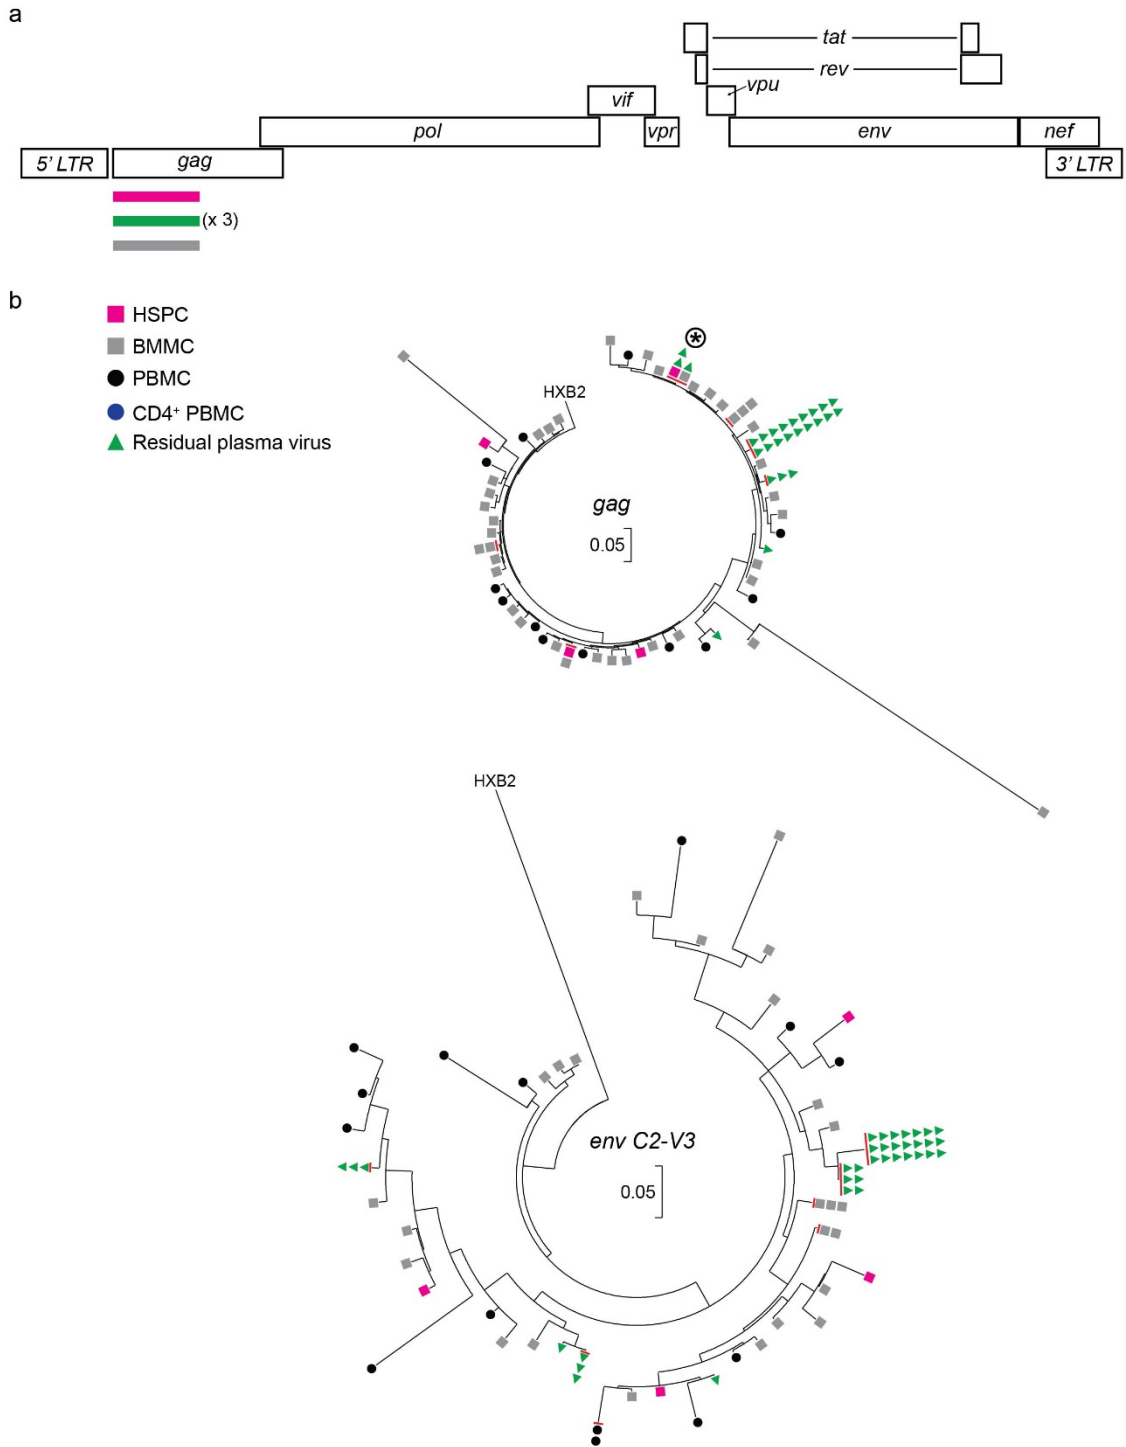 a
tat
rev
vpu
vif
pol
vpr
env
nef
5' LTR
gag
3' LTR
(x 3)
b
HSPC
BMMC
PBMC
CD4⁺ PBMC
Residual plasma virus
*
HXB2
gag
0.05
HXB2
env C2-V3
0.05